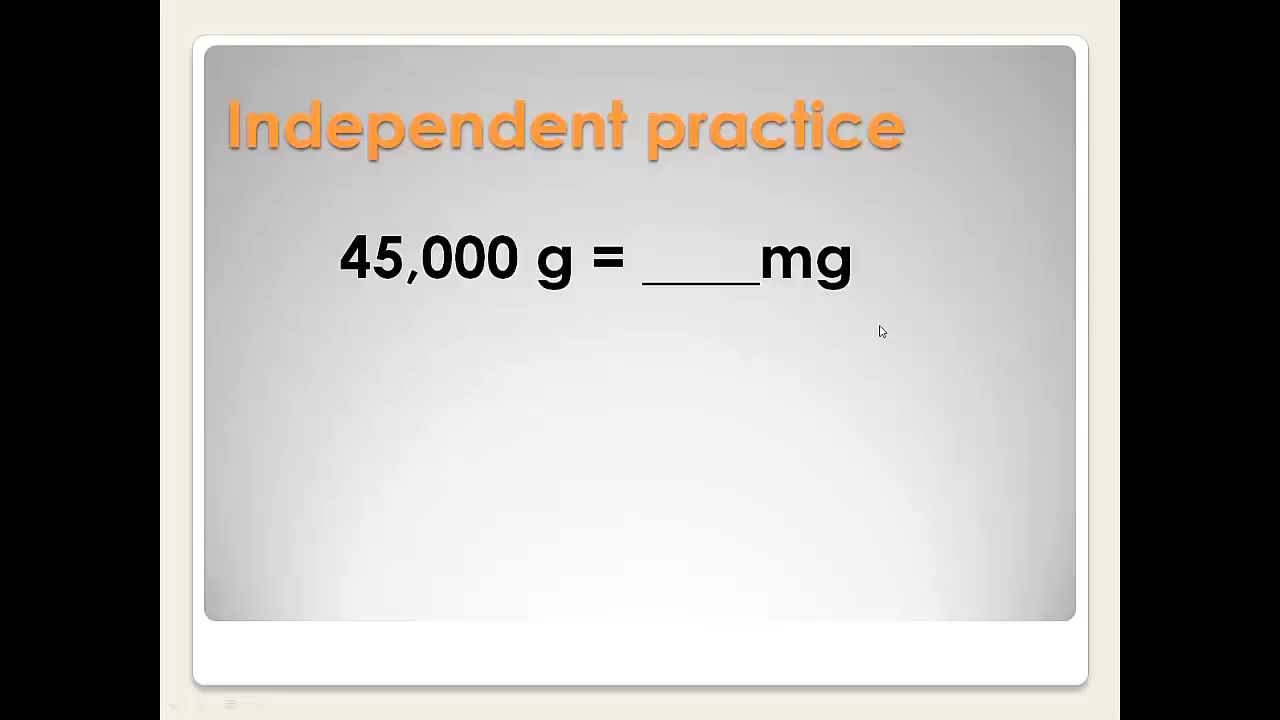 Independent practice
45,000 g = ____mg